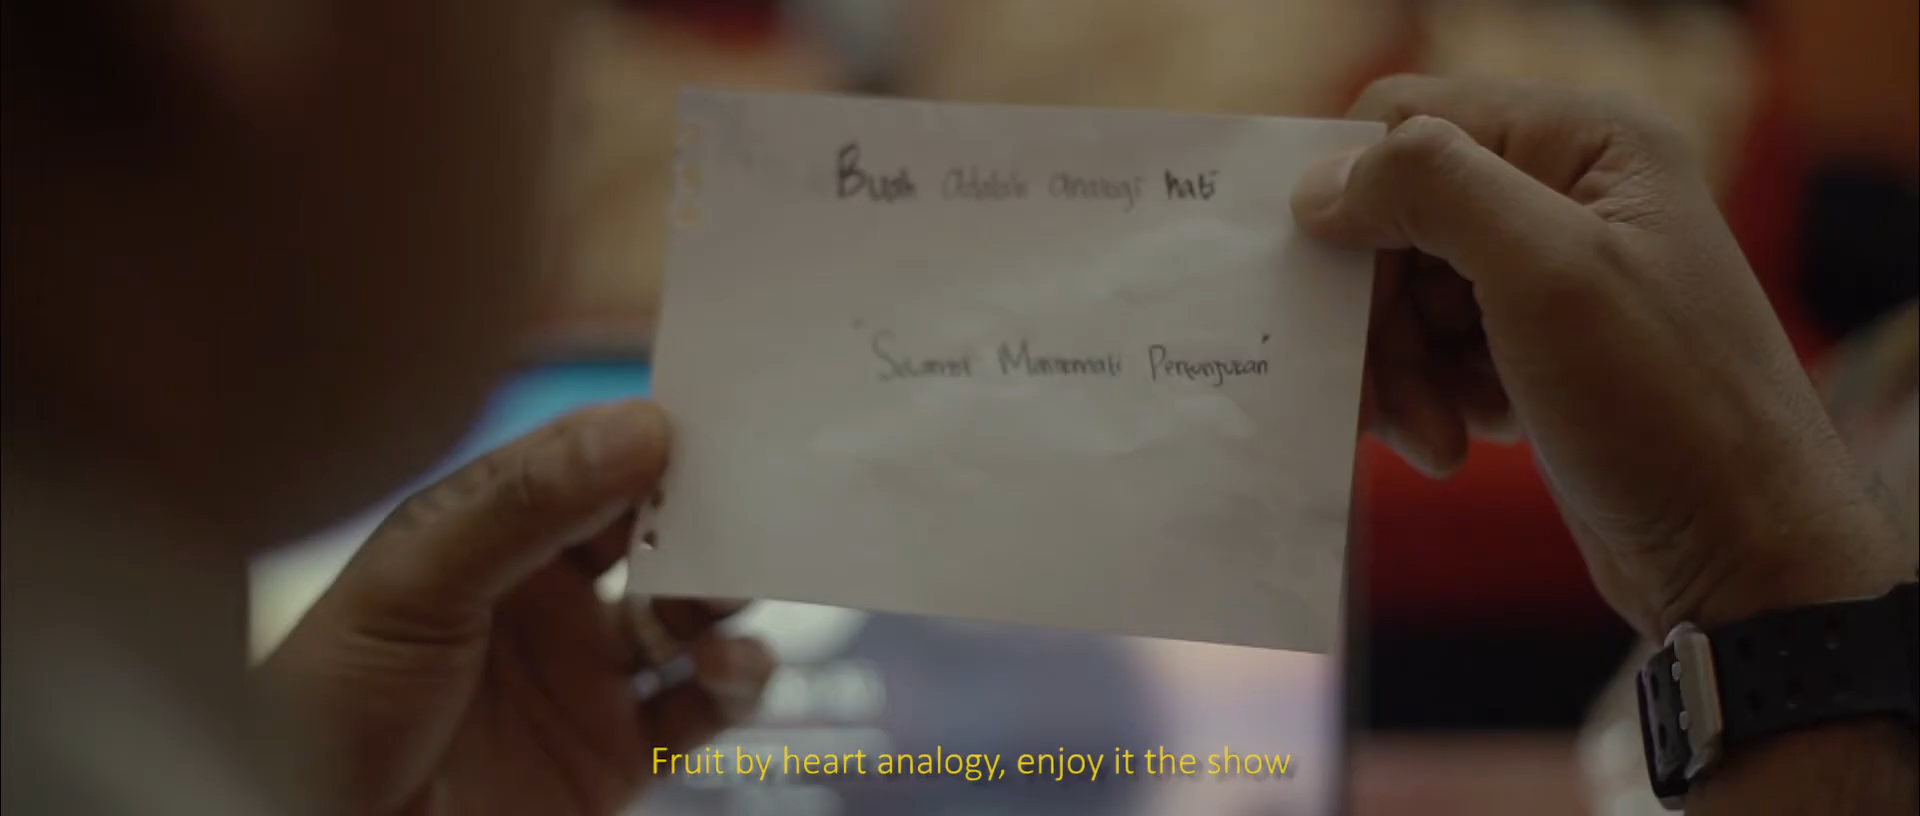 Buah adalah analogi hati
"Selamat Menikmati Pertunjukan"
Fruit by heart analogy, enjoy it the show